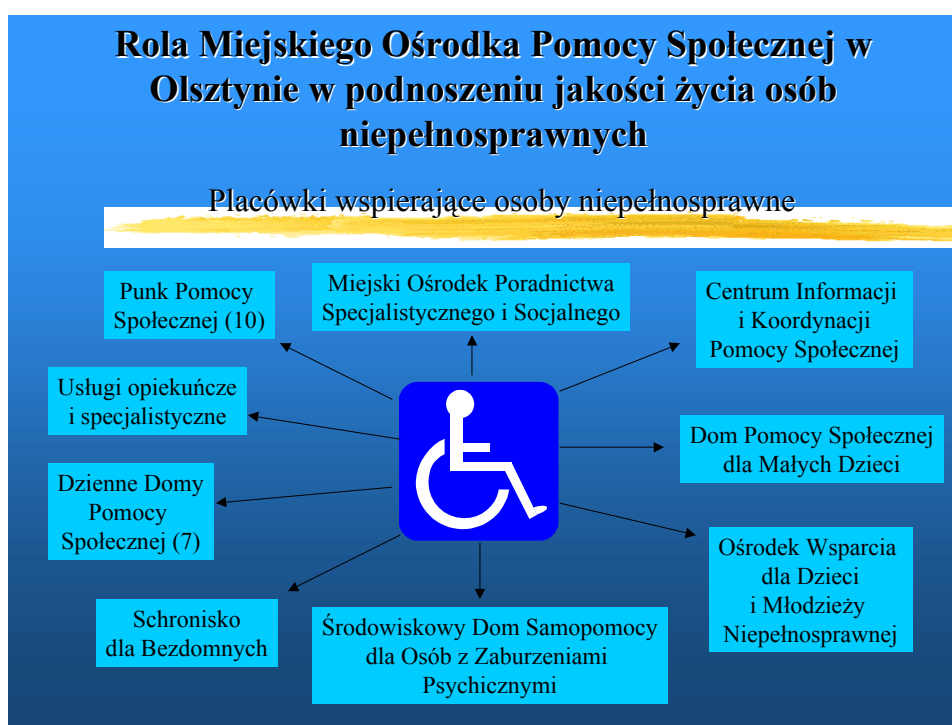 Rola Miejskiego Ośrodka Pomocy Społecznej w
Olsztynie w podnoszeniu jakości życia osób
niepełnosprawnych
Placówki wspierające osoby niepełnosprawne
Punk Pomocy
Społecznej (10)
Miejski Ośrodek Poradnictwa
Specjalistycznego i Socjalnego
Centrum Informacji
i Koordynacji
Pomocy Społecznej
Usługi opiekuńcze
i specjalistyczne
Dom Pomocy Społecznej
dla Małych Dzieci
Dzienne Domy
Pomocy
Społecznej (7)
Ośrodek Wsparcia
dla Dzieci
i Młodzieży
Niepełnosprawnej
Schronisko
dla Bezdomnych
Środowiskowy Dom Samopomocy
dla Osób z Zaburzeniami
Psychicznymi